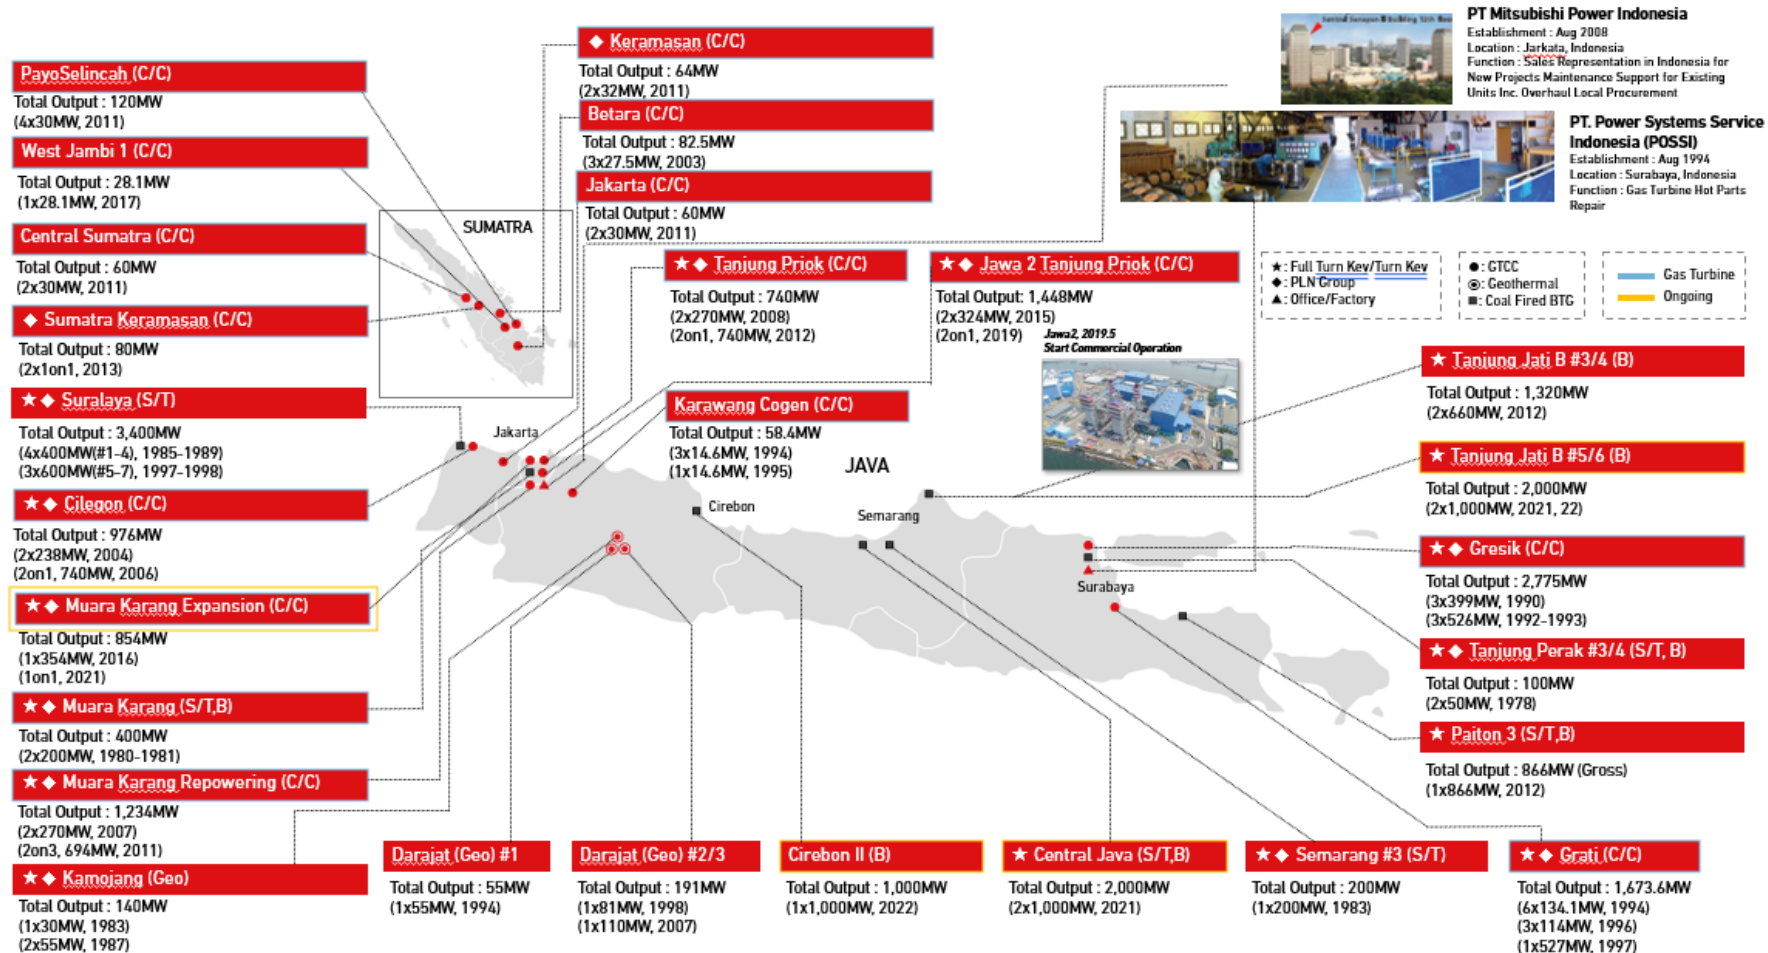 PT Mitsubishi Power Indonesia
Establishment : Aug 2008
Location : Jarkata, Indonesia
Function : Sales Representation in Indonesia for
New Projects Maintenance Support for Existing
Units Inc. Overhaul Local Procurement
PT. Power Systems Service
Indonesia (POSSI)
Establishment : Aug 1994
Location : Surabaya, Indonesia
Function : Gas Turbine Hot Parts
Repair
★: Full Turn Key/Turn Key
◆: PLN Group
▲: Office/Factory
●: GTCC
◉: Geothermal
■: Coal Fired BTG
Gas Turbine
Ongoing
PayoSelincah (C/C)
Total Output : 120MW
(4x30MW, 2011)
West Jambi 1 (C/C)
Total Output : 28.1MW
(1x28.1MW, 2017)
Central Sumatra (C/C)
Total Output : 60MW
(2x30MW, 2011)
◆ Sumatra Keramasan (C/C)
Total Output : 80MW
(2x1on1, 2013)
★◆ Suralaya (S/T)
Total Output : 3,400MW
(4x400MW(#1-4), 1985-1989)
(3x600MW(#5-7), 1997-1998)
★◆ Cilegon (C/C)
Total Output : 976MW
(2x238MW, 2004)
(2on1, 740MW, 2006)
★◆ Muara Karang Expansion (C/C)
Total Output : 854MW
(1x354MW, 2016)
(1on1, 2021)
★◆ Muara Karang (S/T,B)
Total Output : 400MW
(2x200MW, 1980-1981)
★◆ Muara Karang Repowering (C/C)
Total Output : 1,234MW
(2x270MW, 2007)
(2on3, 694MW, 2011)
★◆ Kamojang (Geo)
Total Output : 140MW
(1x30MW, 1983)
(2x55MW, 1987)
◆ Keramasan (C/C)
Total Output : 64MW
(2x32MW, 2011)
Betara (C/C)
Total Output : 82.5MW
(3x27.5MW, 2003)
Jakarta (C/C)
Total Output : 60MW
(2x30MW, 2011)
SUMATRA
★◆ Tanjung Priok (C/C)
Total Output : 740MW
(2x270MW, 2008)
(2on1, 740MW, 2012)
★◆ Jawa 2 Tanjung Priok (C/C)
Total Output: 1,448MW
(2x324MW, 2015)
(2on1, 2019)
Jawa2, 2019.5
Start Commercial Operation
Karawang Cogen (C/C)
Total Output : 58.4MW
(3x14.6MW, 1994)
(1x14.6MW, 1995)
Jakarta
JAVA
Cirebon
Semarang
Surabaya
★ Tanjung Jati B #3/4 (B)
Total Output : 1,320MW
(2x660MW, 2012)
★ Tanjung Jati B #5/6 (B)
Total Output : 2,000MW
(2x1,000MW, 2021, 22)
★◆ Gresik (C/C)
Total Output : 2,775MW
(3x399MW, 1990)
(3x526MW, 1992-1993)
★◆ Tanjung Perak #3/4 (S/T, B)
Total Output : 100MW
(2x50MW, 1978)
★ Paiton 3 (S/T,B)
Total Output : 866MW (Gross)
(1x866MW, 2012)
Darajat (Geo) #1
Total Output : 55MW
(1x55MW, 1994)
Darajat (Geo) #2/3
Total Output : 191MW
(1x81MW, 1998)
(1x110MW, 2007)
Cirebon II (B)
Total Output : 1,000MW
(1x1,000MW, 2022)
★ Central Java (S/T,B)
Total Output : 2,000MW
(2x1,000MW, 2021)
★◆ Semarang #3 (S/T)
Total Output : 200MW
(1x200MW, 1983)
★◆ Grati (C/C)
Total Output : 1,673.6MW
(6x134.1MW, 1994)
(3x114MW, 1996)
(1x527MW, 1997)